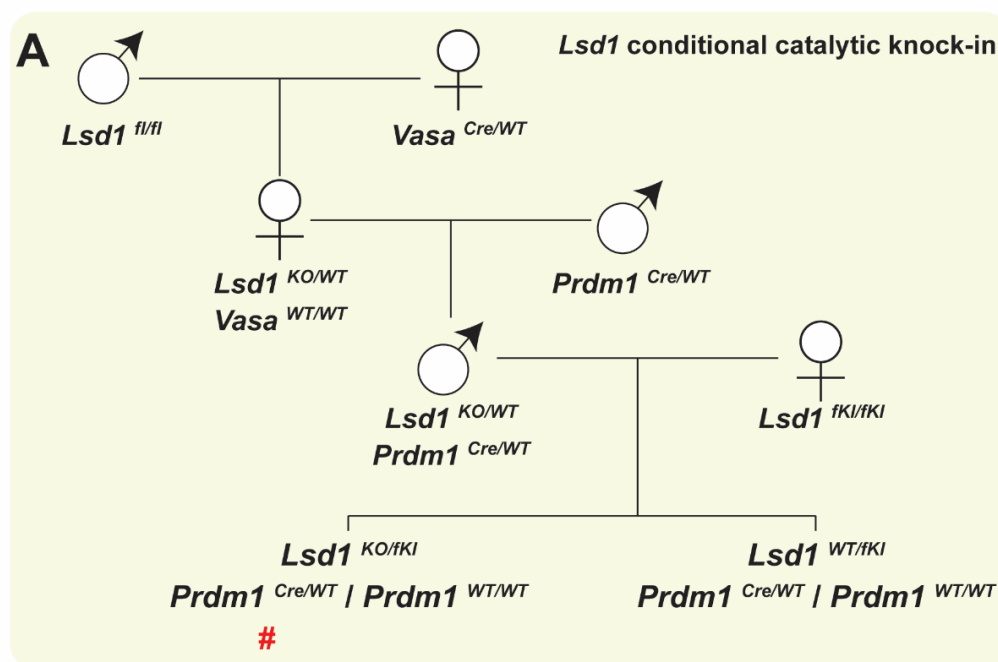 A
Lsd1 conditional catalytic knock-in
Lsd1 fl/fl
Vasa Cre/WT
Lsd1 KO/WT
Vasa WT/WT
Prdm1 Cre/WT
Lsd1 KO/WT
Prdm1 Cre/WT
Lsd1 fKI/fKI
Lsd1 KO/fKI
Prdm1 Cre/WT / Prdm1 WT/WT
#
Lsd1 WT/fKI
Prdm1 Cre/WT / Prdm1 WT/WT